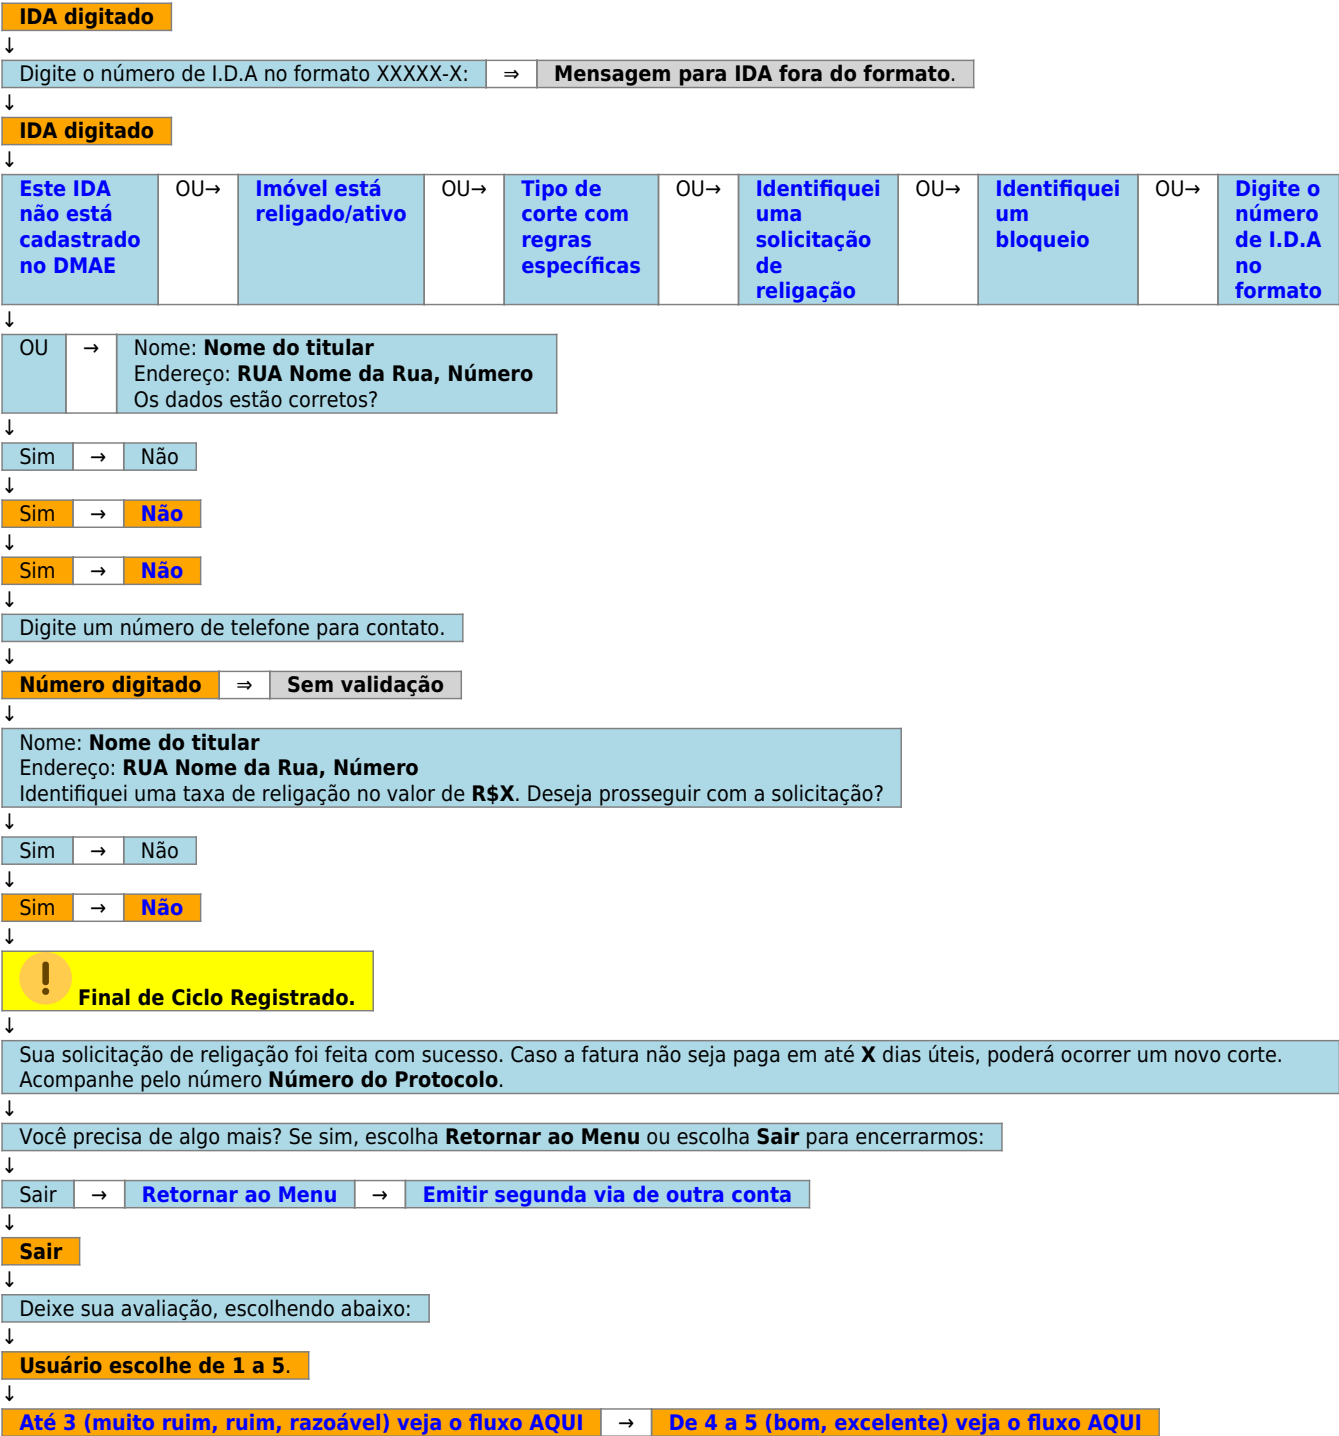 IDA digitado
↓
Digite o número de I.D.A no formato XXXXX-X: ⇒ Mensagem para IDA fora do formato.
↓
IDA digitado
↓
Este IDA não está cadastrado no DMAE OU→ Imóvel está religado/ativo OU→ Tipo de corte com regras específicas OU→ Identifiquei uma solicitação de religação OU→ Identifiquei um bloqueio OU→ Digite o número de I.D.A no formato
↓
OU → Nome: Nome do titular
Endereço: RUA Nome da Rua, Número
Os dados estão corretos?
↓
Sim → Não
↓
Sim → Não
↓
Sim → Não
↓
Digite um número de telefone para contato.
↓
Número digitado ⇒ Sem validação
↓
Nome: Nome do titular
Endereço: RUA Nome da Rua, Número
Identifiquei uma taxa de religação no valor de R$X. Deseja prosseguir com a solicitação?
↓
Sim → Não
↓
Sim → Não
↓
Final de Ciclo Registrado.
↓
Sua solicitação de religação foi feita com sucesso. Caso a fatura não seja paga em até X dias úteis, poderá ocorrer um novo corte.
Acompanhe pelo número Número do Protocolo.
↓
Você precisa de algo mais? Se sim, escolha Retornar ao Menu ou escolha Sair para encerrarmos:
↓
Sair → Retornar ao Menu → Emitir segunda via de outra conta
↓
Sair
↓
Deixe sua avaliação, escolhendo abaixo:
↓
Usuário escolhe de 1 a 5.
↓
Até 3 (muito ruim, ruim, razoável) veja o fluxo AQUI → De 4 a 5 (bom, excelente) veja o fluxo AQUI